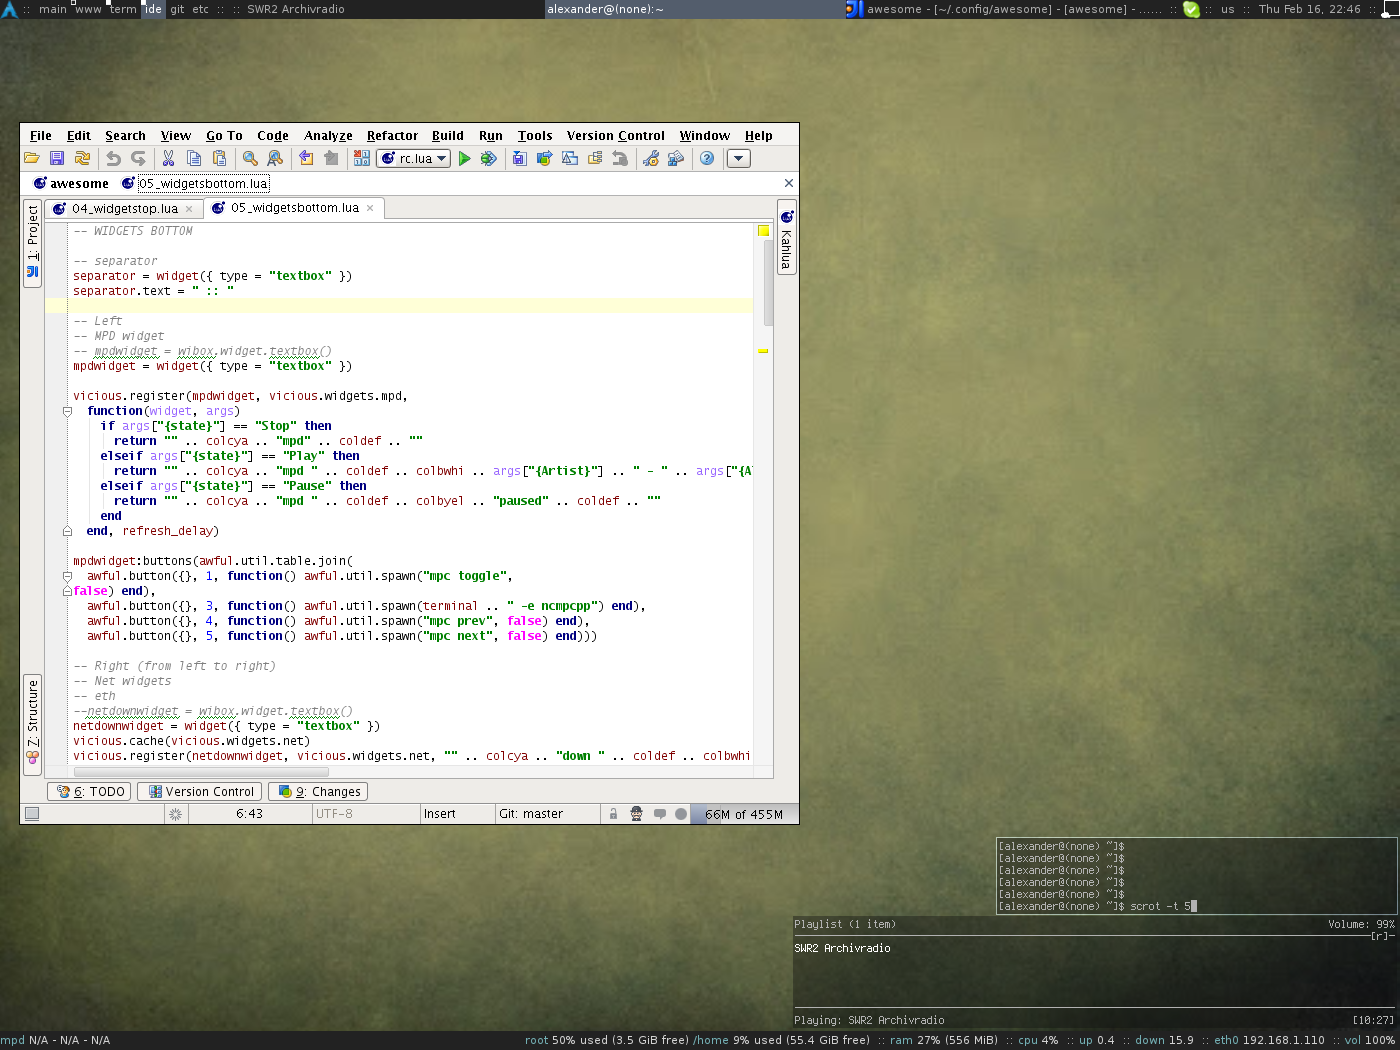 :: main www term ide git etc :: :: SWR2 Archivradio alexander@(none):~ awesome - [~/.config/awesome] - [awesome] - ...... :: :: us :: Thu Feb 16, 22:46 ::
File Edit Search View Go To Code Analyze Refactor Build Run Tools Version Control Window Help
rc.lua
awesome 05_widgetsbottom.lua
04_widgetstop.lua 05_widgetsbottom.lua
1: Project
Kahlua
-- WIDGETS BOTTOM
-- separator
separator = widget({ type = "textbox" })
separator.text = " :: "
-- Left
-- MPD widget
-- mpdwidget = wibox.widget.textbox()
mpdwidget = widget({ type = "textbox" })
vicious.register(mpdwidget, vicious.widgets.mpd,
function(widget, args)
if args["{state}"] == "Stop" then
return "" .. colcya .. "mpd" .. coldef .. ""
elseif args["{state}"] == "Play" then
return "" .. colcya .. "mpd " .. coldef .. colbwhi .. args["{Artist}"] .. " - " .. args["{A
elseif args["{state}"] == "Pause" then
return "" .. colcya .. "mpd " .. coldef .. colbyel .. "paused" .. coldef .. ""
end
end, refresh_delay)
mpdwidget:buttons(awful.util.table.join(
awful.button({}, 1, function() awful.util.spawn("mpc toggle",
false) end),
awful.button({}, 3, function() awful.util.spawn(terminal .. " -e ncmpcpp") end),
awful.button({}, 4, function() awful.util.spawn("mpc prev", false) end),
awful.button({}, 5, function() awful.util.spawn("mpc next", false) end)))
-- Right (from left to right)
-- Net widgets
-- eth
--netdownwidget = wibox.widget.textbox()
netdownwidget = widget({ type = "textbox" })
vicious.cache(vicious.widgets.net)
vicious.register(netdownwidget, vicious.widgets.net, "" .. colcya .. "down " .. coldef .. colbwhi
7: Structure
6: TODO Version Control 9: Changes
6:43 UTF-8 Insert Git: master 66M of 455M
[alexander@(none) ~]$
[alexander@(none) ~]$
[alexander@(none) ~]$
[alexander@(none) ~]$
[alexander@(none) ~]$
[alexander@(none) ~]$ scrot -t 5
Playlist (1 item) Volume: 99%
[r]-
SWR2 Archivradio
Playing: SWR2 Archivradio [10:27]
mpd N/A - N/A - N/A root 50% used (3.5 GiB free) /home 9% used (55.4 GiB free) :: ram 27% (556 MiB) :: cpu 4% :: up 0.4 :: down 15.9 :: eth0 192.168.1.110 :: vol 100%